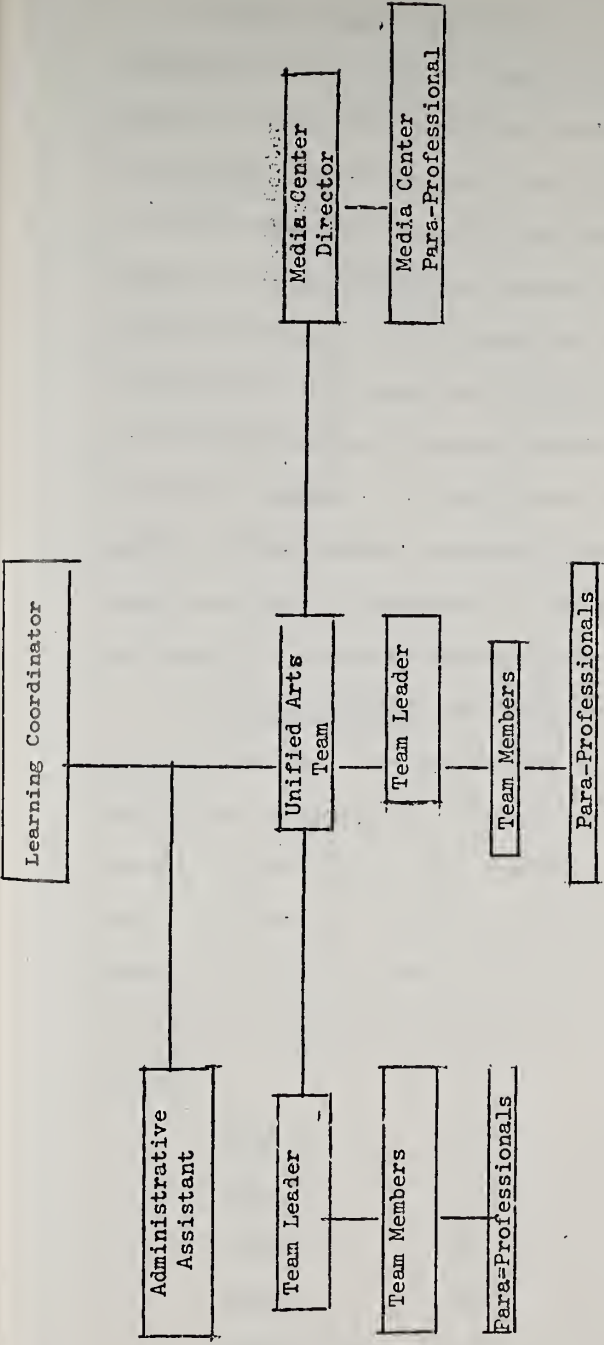 Learning Coordinator
Administrative
Assistant
Team Leader
Team Members
Para=Professionals
Unified Arts
Team
Team Leader
Team Members
Para-Professionals
Media Center
Director
Media Center
Para-Professional